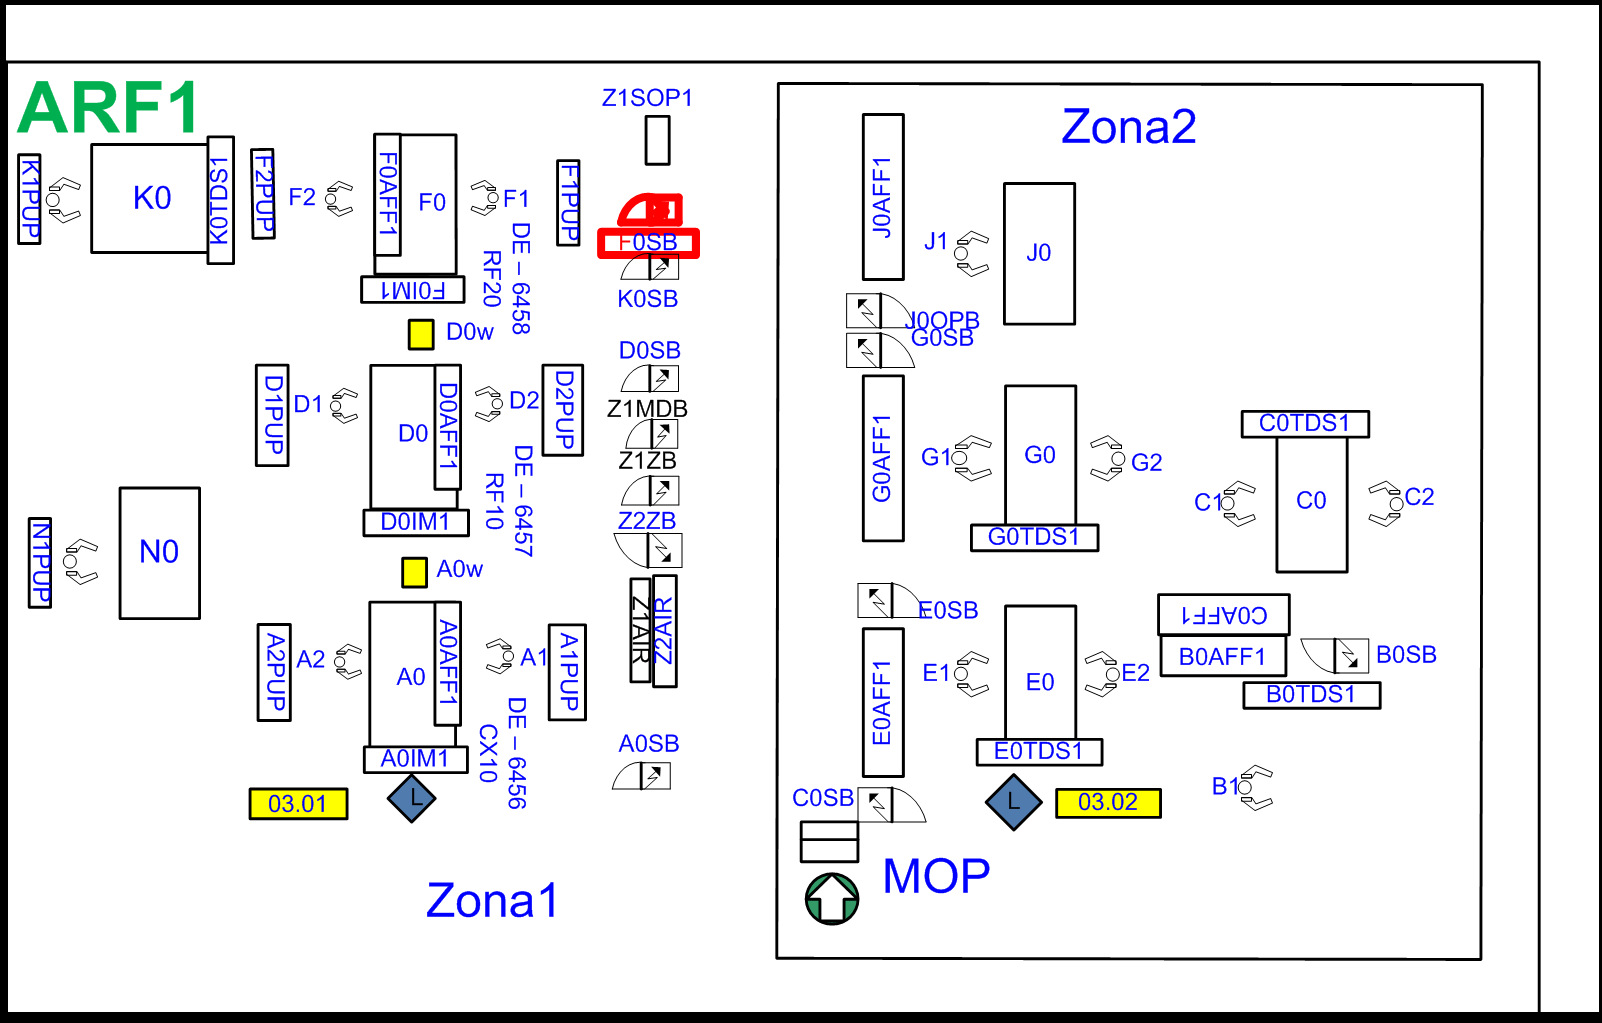 ARF1
Z1SOP1
Zona2
K1PUP
K0
K0TDS1
F2PUP
F2
F0AFF1
F0
F1
F1PUP
F0IM1
DE – 6458
RF20
F0SB
K0SB
J0AFF1
J1
J0
J0OPB
G0SB
D0w
D0SB
D1PUP
D1
D0
D0AFF1
D2
D2PUP
D0IM1
DE – 6457
RF10
Z1MDB
Z1ZB
Z2ZB
G0AFF1
G1
G0
G2
G0TDS1
C0TDS1
C1
C0
C2
N1PUP
N0
A0w
Z1AIR
Z2AIR
E0SB
C0AFF1
B0AFF1
B0SB
B0TDS1
A2PUP
A2
A0
A0AFF1
A1
A1PUP
A0IM1
DE – 6456
CX10
A0SB
E0AFF1
E1
E0
E2
E0TDS1
03.01
L
C0SB
L
03.02
B1
MOP
Zona1